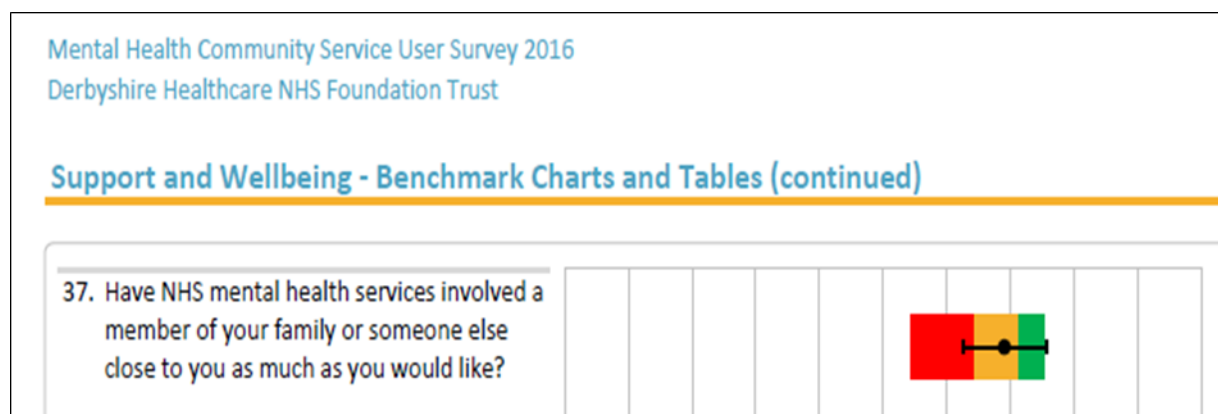 Mental Health Community Service User Survey 2016
Derbyshire Healthcare NHS Foundation Trust
Support and Wellbeing - Benchmark Charts and Tables (continued)
37. Have NHS mental health services involved a
member of your family or someone else
close to you as much as you would like?